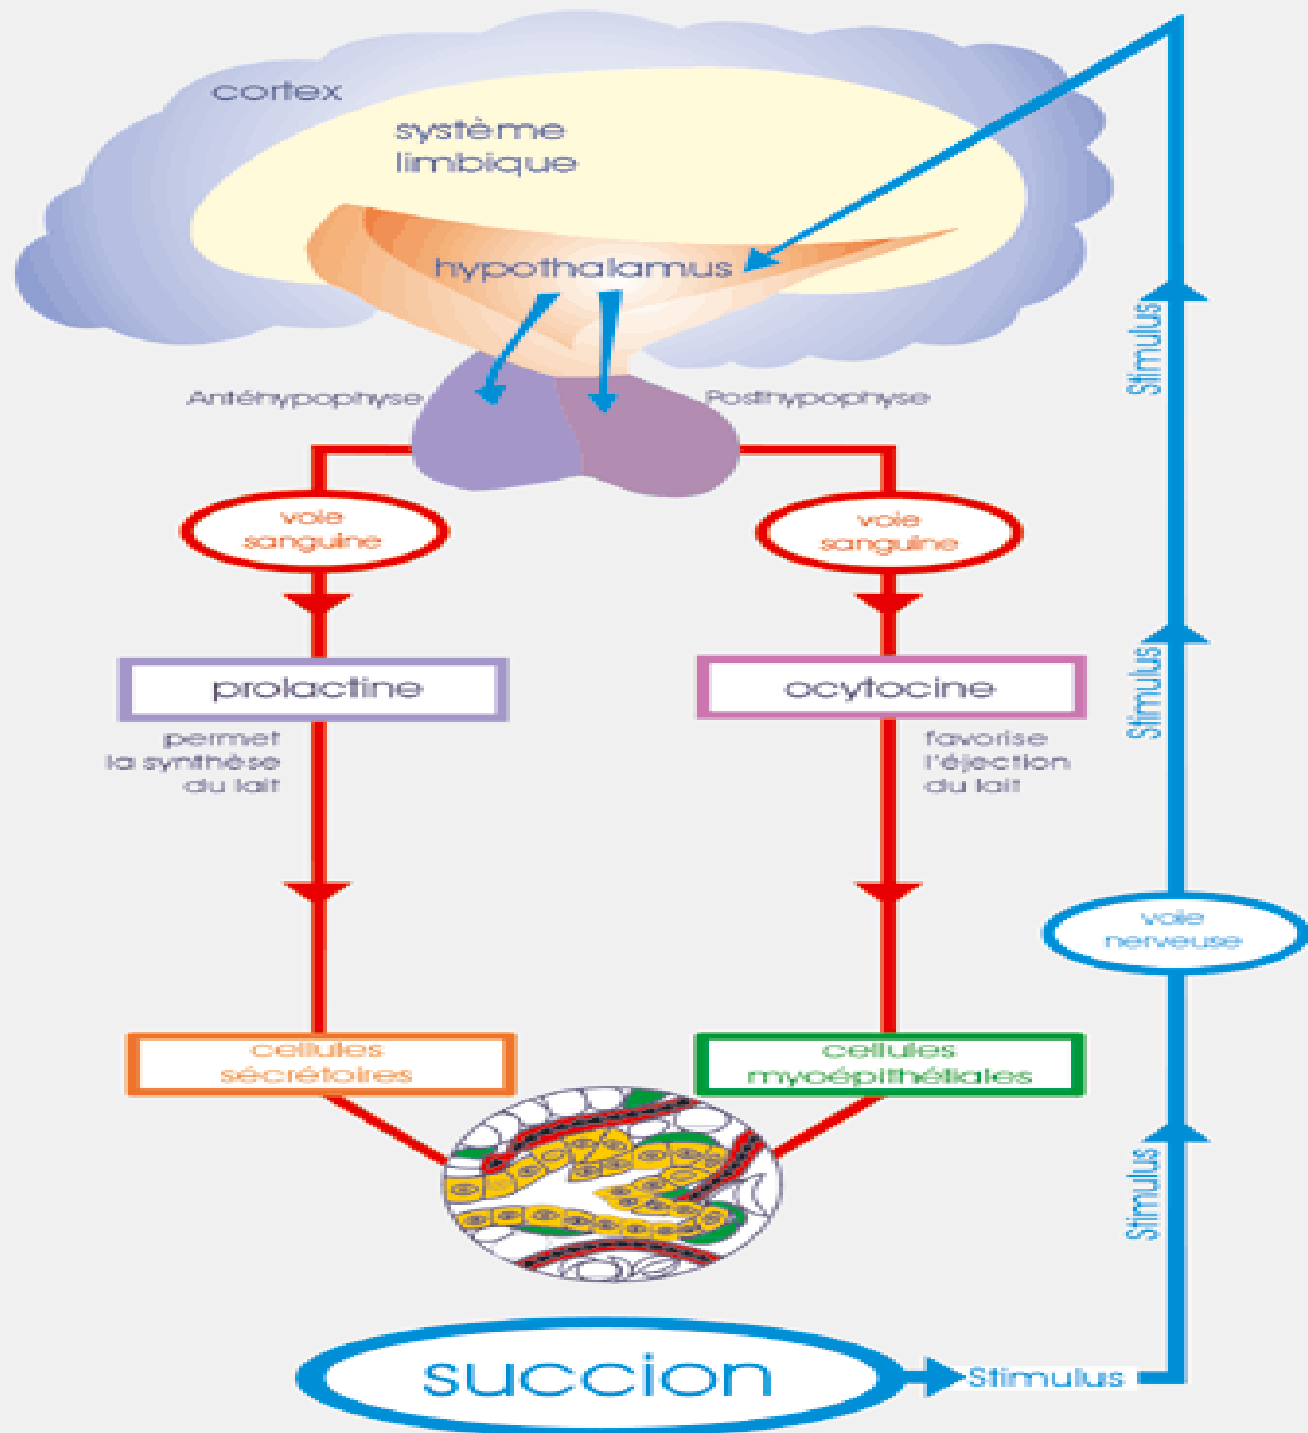 cortex
système
limbique
hypothalamus
Antéhypophyse
Posthypophyse
Stimulus
voie
sanguine
voie
sanguine
prolactine
ocytocine
permet
la synthèse
du lait
favorise
l'éjection
du lait
Stimulus
voie
nerveuse
cellules
sécrétoires
cellules
myoépithéliales
Stimulus
succion
Stimulus